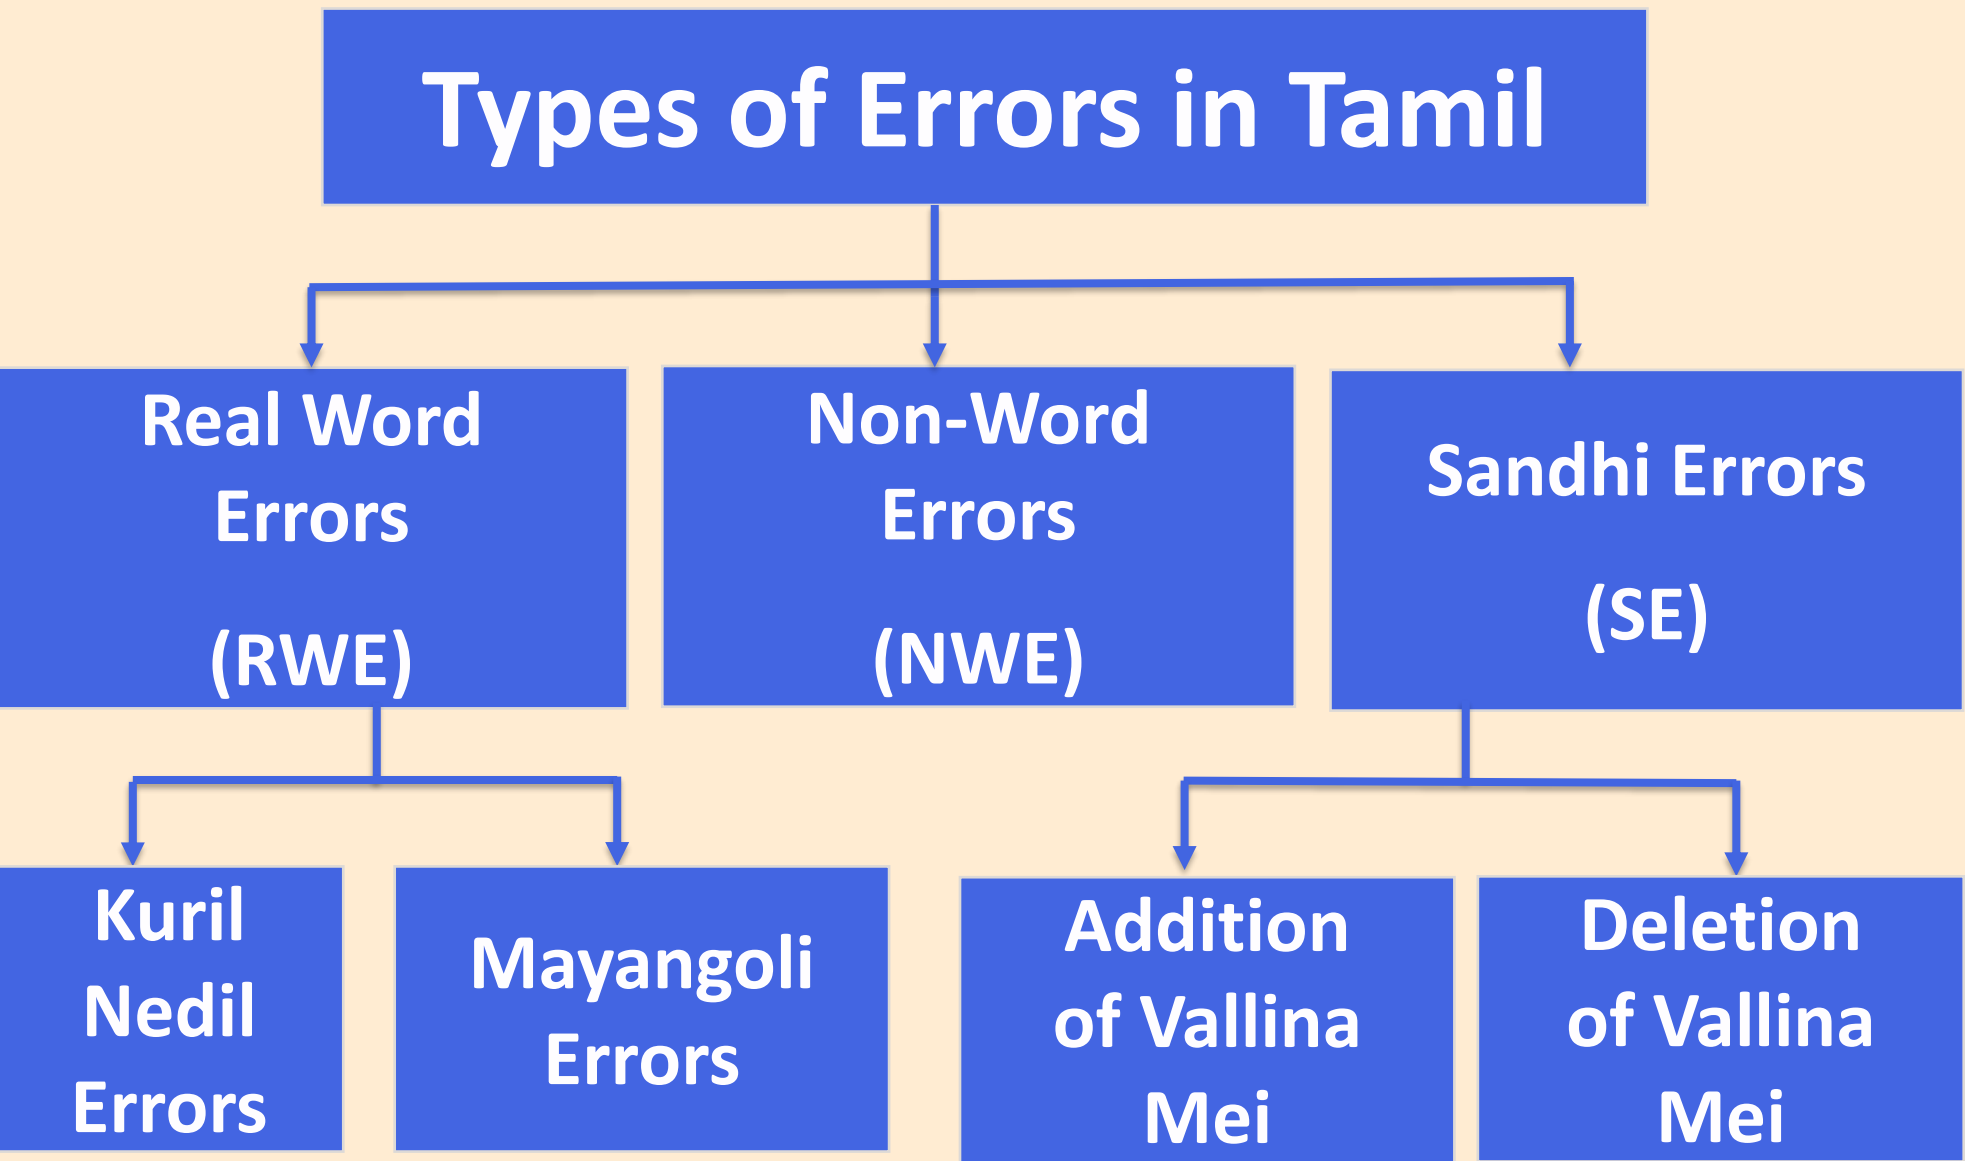 Types of Errors in Tamil
Real Word
Errors
(RWE)
Non-Word
Errors
(NWE)
Sandhi Errors
(SE)
Kuril
Nedil
Errors
Mayangoli
Errors
Addition
of Vallina
Mei
Deletion
of Vallina
Mei